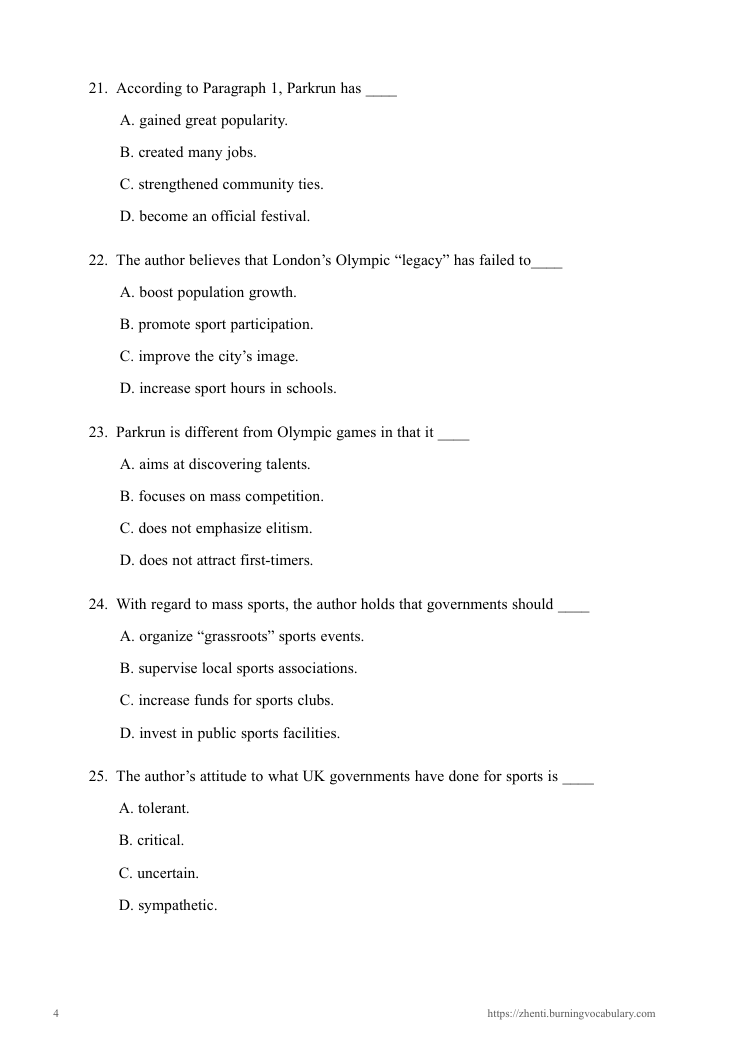 21. According to Paragraph 1, Parkrun has ____
A. gained great popularity.
B. created many jobs.
C. strengthened community ties.
D. become an official festival.
22. The author believes that London’s Olympic “legacy” has failed to____
A. boost population growth.
B. promote sport participation.
C. improve the city’s image.
D. increase sport hours in schools.
23. Parkrun is different from Olympic games in that it ____
A. aims at discovering talents.
B. focuses on mass competition.
C. does not emphasize elitism.
D. does not attract first-timers.
24. With regard to mass sports, the author holds that governments should ____
A. organize “grassroots” sports events.
B. supervise local sports associations.
C. increase funds for sports clubs.
D. invest in public sports facilities.
25. The author’s attitude to what UK governments have done for sports is ____
A. tolerant.
B. critical.
C. uncertain.
D. sympathetic.
4 https://zhenti.burningvocabulary.com